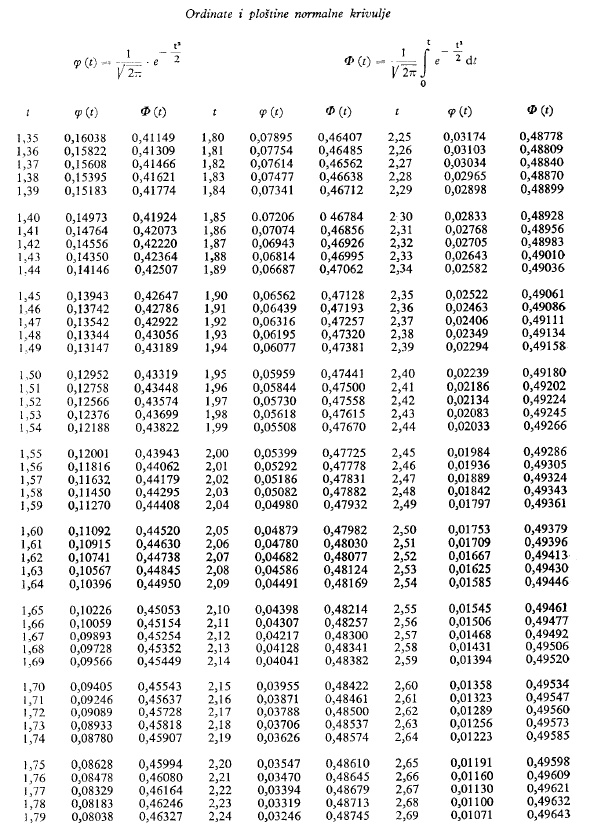 Ordinate i ploštine normalne krivulje
φ (t) = 1/√2π · e^(− t²/2) Φ (t) = 1/√2π ∫₀ᵗ e^(− t²/2) dt
t φ (t) Φ (t) t φ (t) Φ (t) t φ (t) Φ (t)
1,35 0,16038 0,41149 1,80 0,07895 0,46407 2,25 0,03174 0,48778
1,36 0,15822 0,41309 1,81 0,07754 0,46485 2,26 0,03103 0,48809
1,37 0,15608 0,41466 1,82 0,07614 0,46562 2,27 0,03034 0,48840
1,38 0,15395 0,41621 1,83 0,07477 0,46638 2,28 0,02965 0,48870
1,39 0,15183 0,41774 1,84 0,07341 0,46712 2,29 0,02898 0,48899
1,40 0,14973 0,41924 1,85 0,07206 0 46784 2 30 0,02833 0,48928
1,41 0,14764 0,42073 1,86 0,07074 0,46856 2,31 0,02768 0,48956
1,42 0,14556 0,42220 1,87 0,06943 0,46926 2,32 0,02705 0,48983
1,43 0,14350 0,42364 1,88 0,06814 0,46995 2,33 0,02643 0,49010
1,44 0,14146 0,42507 1,89 0,06687 0,47062 2,34 0,02582 0,49036
1,45 0,13943 0,42647 1,90 0,06562 0,47128 2,35 0,02522 0,49061
1,46 0,13742 0,42786 1,91 0,06439 0,47193 2,36 0,02463 0,49086
1,47 0,13542 0,42922 1,92 0,06316 0,47257 2,37 0,02406 0,49111
1,48 0,13344 0,43056 1,93 0,06195 0,47320 2,38 0,02349 0,49134
1,49 0,13147 0,43189 1,94 0,06077 0,47381 2,39 0,02294 0,49158
1,50 0,12952 0,43319 1,95 0,05959 0,47441 2,40 0,02239 0,49180
1,51 0,12758 0,43448 1,96 0,05844 0,47500 2,41 0,02186 0,49202
1,52 0,12566 0,43574 1,97 0,05730 0,47558 2,42 0,02134 0,49224
1,53 0,12376 0,43699 1,98 0,05618 0,47615 2,43 0,02083 0,49245
1,54 0,12188 0,43822 1,99 0,05508 0,47670 2,44 0,02033 0,49266
1,55 0,12001 0,43943 2,00 0,05399 0,47725 2,45 0,01984 0,49286
1,56 0,11816 0,44062 2,01 0,05292 0,47778 2,46 0,01936 0,49305
1,57 0,11632 0,44179 2,02 0,05186 0,47831 2,47 0,01889 0,49324
1,58 0,11450 0,44295 2,03 0,05082 0,47882 2,48 0,01842 0,49343
1,59 0,11270 0,44408 2,04 0,04980 0,47932 2,49 0,01797 0,49361
1,60 0,11092 0,44520 2,05 0,04879 0,47982 2,50 0,01753 0,49379
1,61 0,10915 0,44630 2,06 0,04780 0,48030 2,51 0,01709 0,49396
1,62 0,10741 0,44738 2,07 0,04682 0,48077 2,52 0,01667 0,49413
1,63 0,10567 0,44845 2,08 0,04586 0,48124 2,53 0,01625 0,49430
1,64 0,10396 0,44950 2,09 0,04491 0,48169 2,54 0,01585 0,49446
1,65 0,10226 0,45053 2,10 0,04398 0,48214 2,55 0,01545 0,49461
1,66 0,10059 0,45154 2,11 0,04307 0,48257 2,56 0,01506 0,49477
1,67 0,09893 0,45254 2,12 0,04217 0,48300 2,57 0,01468 0,49492
1,68 0,09728 0,45352 2,13 0,04128 0,48341 2,58 0,01431 0,49506
1,69 0,09566 0,45449 2,14 0,04041 0,48382 2,59 0,01394 0,49520
1,70 0,09405 0,45543 2,15 0,03955 0,48422 2,60 0,01358 0,49534
1,71 0,09246 0,45637 2,16 0,03871 0,48461 2,61 0,01323 0,49547
1,72 0,09089 0,45728 2,17 0,03788 0,48500 2,62 0,01289 0,49560
1,73 0,08933 0,45818 2,18 0,03706 0,48537 2,63 0,01256 0,49573
1,74 0,08780 0,45907 2,19 0,03626 0,48574 2,64 0,01223 0,49585
1,75 0,08628 0,45994 2,20 0,03547 0,48610 2,65 0,01191 0,49598
1,76 0,08478 0,46080 2,21 0,03470 0,48645 2,66 0,01160 0,49609
1,77 0,08329 0,46164 2,22 0,03394 0,48679 2,67 0,01130 0,49621
1,78 0,08183 0,46246 2,23 0,03319 0,48713 2,68 0,01100 0,49632
1,79 0,08038 0,46327 2,24 0,03246 0,48745 2,69 0,01071 0,49643